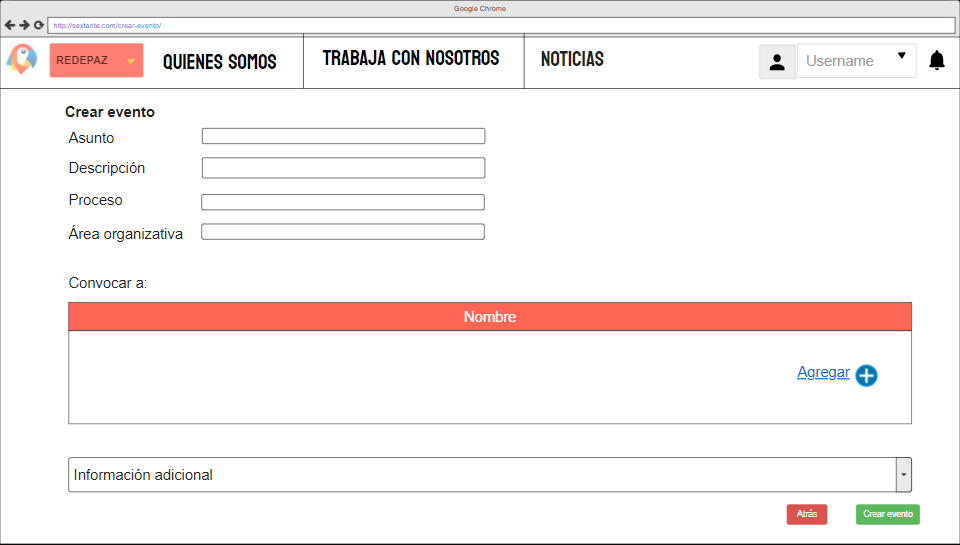 Google Chrome
http://sextante.com/crear-evento/
REDEPAZ
QUIENES SOMOS
TRABAJA CON NOSOTROS
NOTICIAS
Username
Crear evento
Asunto
Descripción
Proceso
Área organizativa
Convocar a:
Nombre
Agregar
Información adicional
Atrás
Crear evento